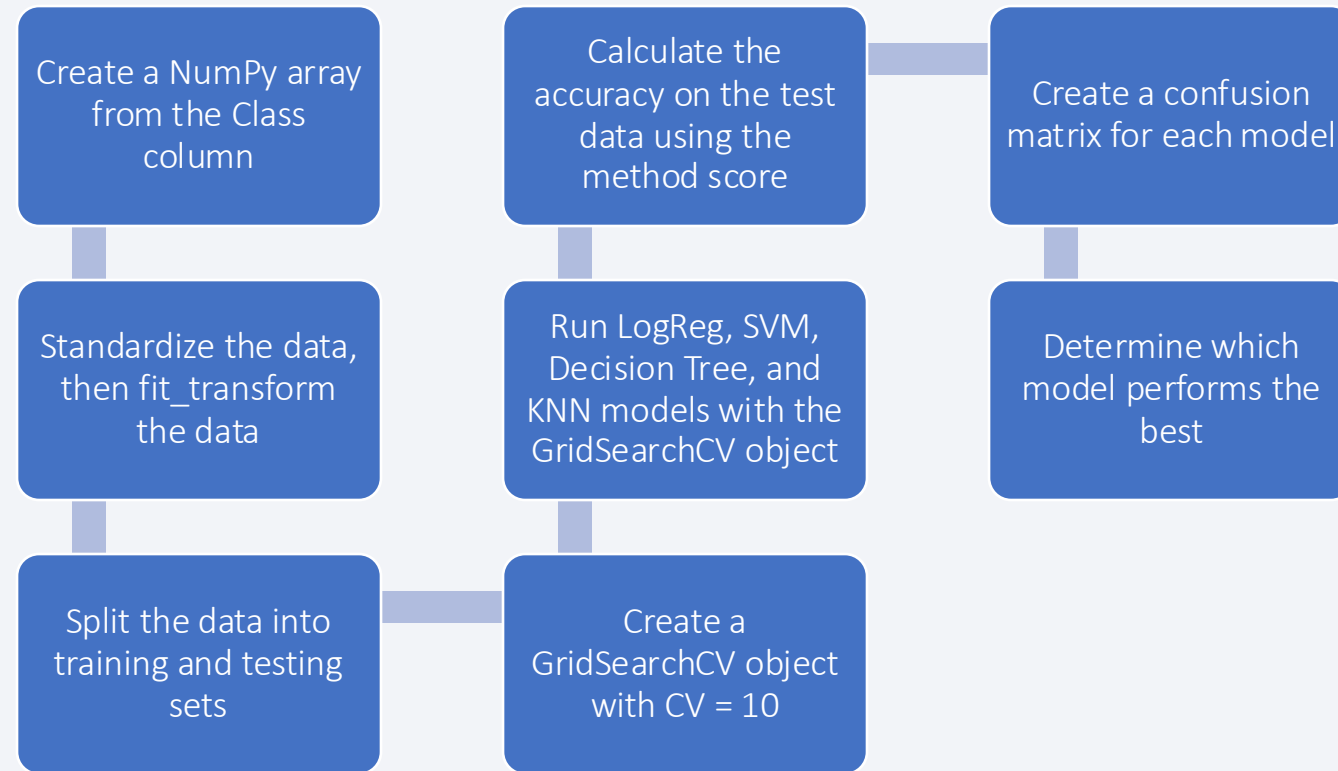 Create a NumPy array
from the Class
column
Standardize the data,
then fit_transform
the data
Split the data into
training and testing
sets
Create a
GridSearchCV object
with CV = 10
Run LogReg, SVM,
Decision Tree, and
KNN models with the
GridSearchCV object
Calculate the
accuracy on the test
data using the
method score
Create a confusion
matrix for each model
Determine which
model performs the
best